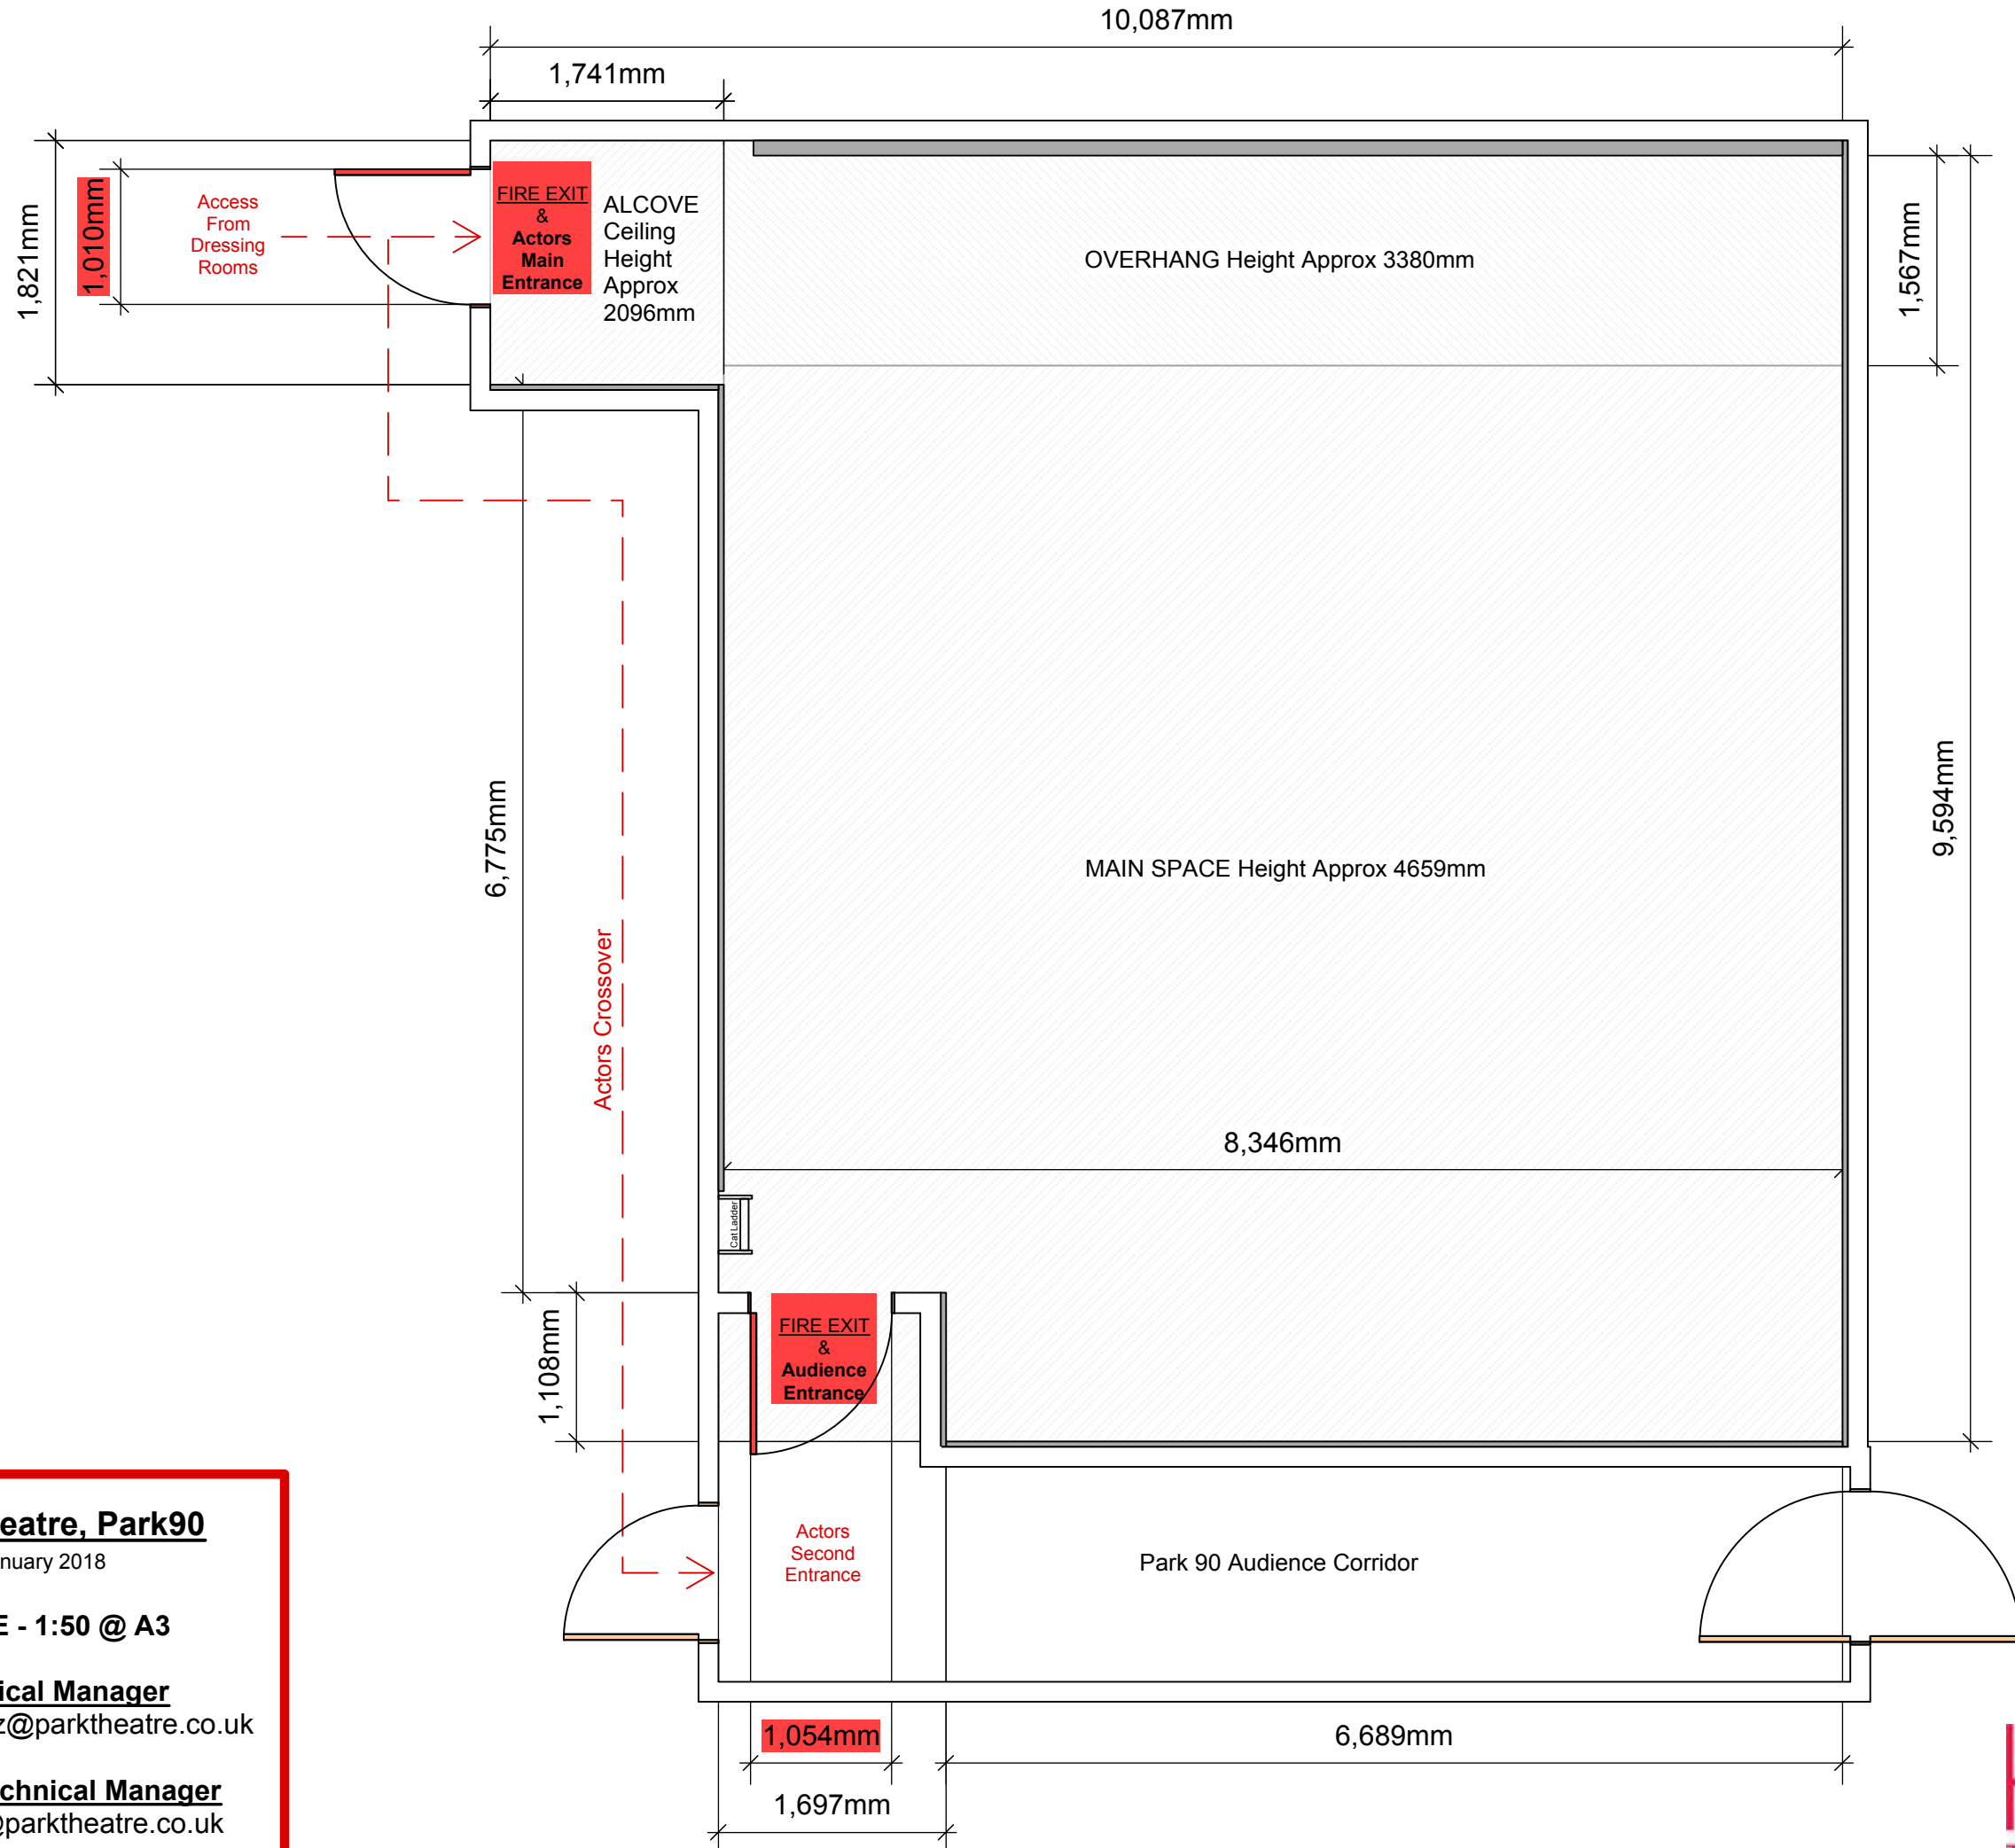 10,087mm
1,741mm
1,821mm
1,010mm
Access
From
Dressing
Rooms
FIRE EXIT
&
Actors
Main
Entrance
ALCOVE
Ceiling
Height
Approx
2096mm
OVERHANG Height Approx 3380mm
1,567mm
9,594mm
6,775mm
MAIN SPACE Height Approx 4659mm
Actors Crossover
8,346mm
Cat Ladder
1,108mm
FIRE EXIT
&
Audience
Entrance
Actors
Second
Entrance
Park 90 Audience Corridor
1,054mm
6,689mm
1,697mm
eatre, Park90
nuary 2018
E - 1:50 @ A3
ical Manager
z@parktheatre.co.uk
chnical Manager
@parktheatre.co.uk